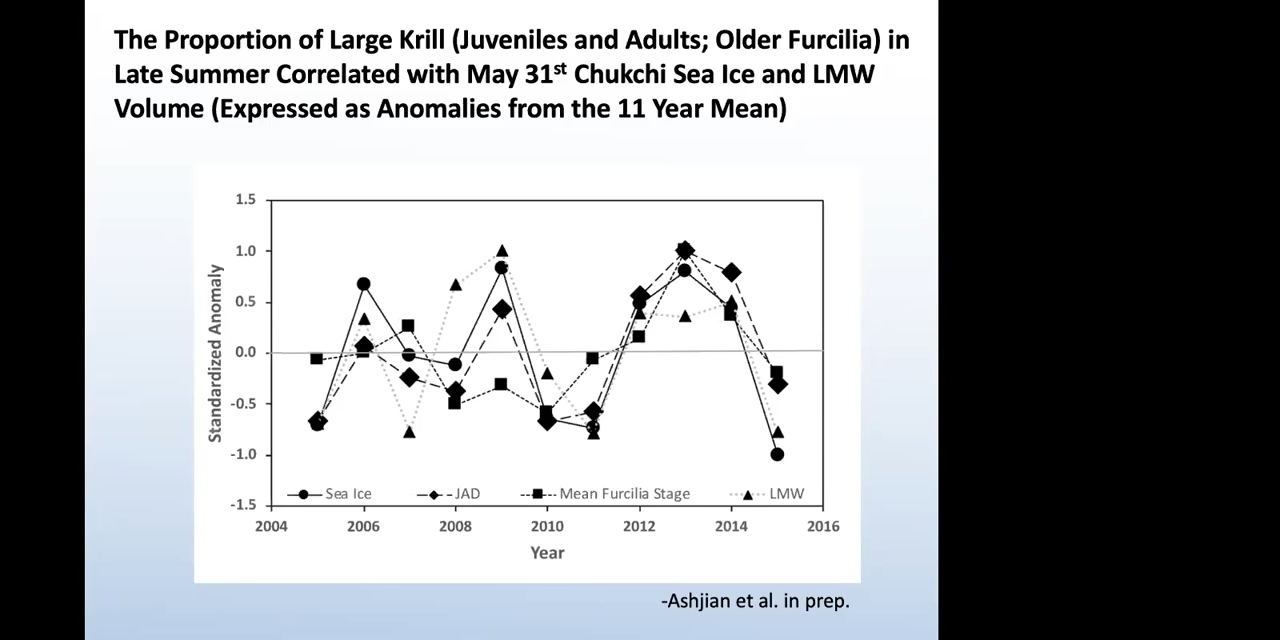 The Proportion of Large Krill (Juveniles and Adults; Older Furcilia) in
Late Summer Correlated with May 31st Chukchi Sea Ice and LMW
Volume (Expressed as Anomalies from the 11 Year Mean)
1.5
1.0
0.5
0.0
-0.5
-1.0
-1.5
Standardized Anomaly
Sea Ice JAD Mean Furcilia Stage LMW
2004 2006 2008 2010 2012 2014 2016
Year
-Ashjian et al. in prep.